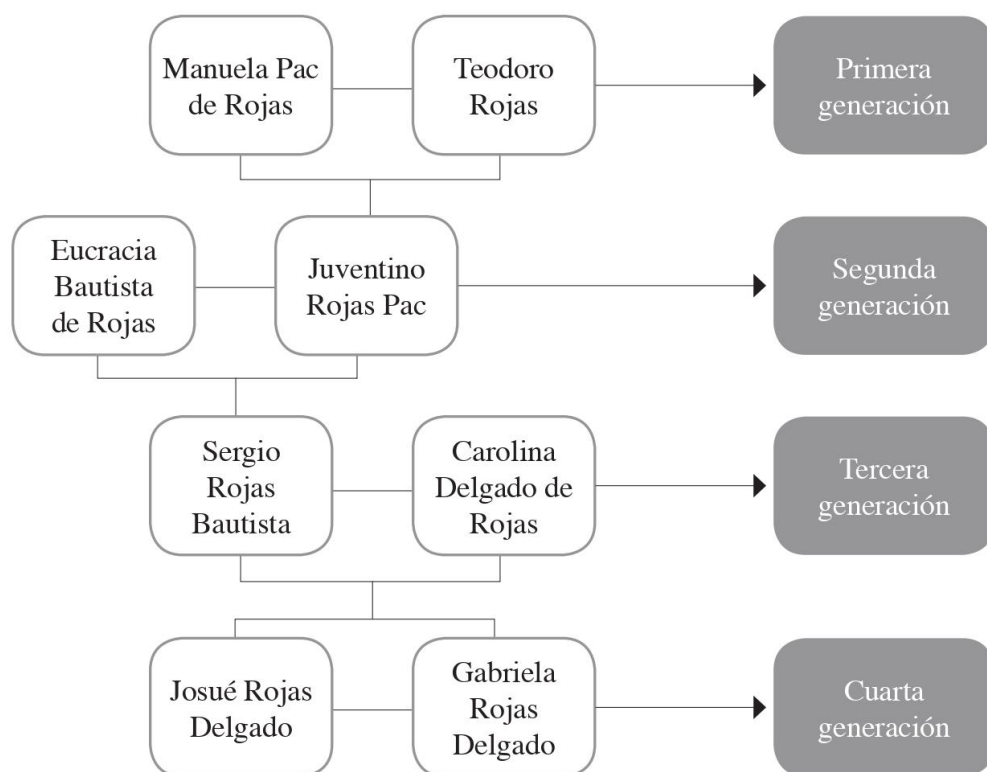 Manuela Pac
de Rojas
Teodoro
Rojas
Primera
generación
Eucracia
Bautista
de Rojas
Juventino
Rojas Pac
Segunda
generación
Sergio
Rojas
Bautista
Carolina
Delgado de
Rojas
Tercera
generación
Josué Rojas
Delgado
Gabriela
Rojas
Delgado
Cuarta
generación